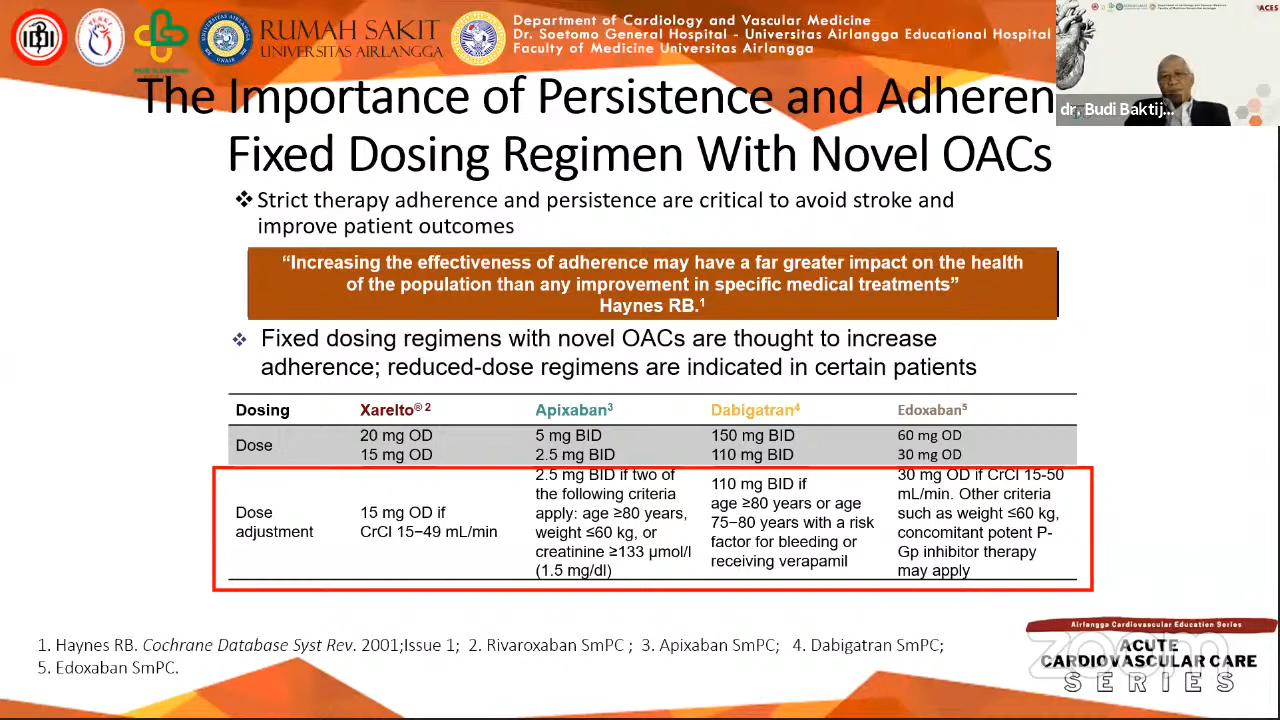 RUMAH SAKIT
UNIVERSITAS AIRLANGGA
Department of Cardiology and Vascular Medicine
Dr. Soetomo General Hospital - Universitas Airlangga Educational Hospital
Faculty of Medicine Universitas Airlangga
dr. Budi Baktij...
The Importance of Persistence and Adheren
Fixed Dosing Regimen With Novel OACs
❖ Strict therapy adherence and persistence are critical to avoid stroke and
improve patient outcomes
“Increasing the effectiveness of adherence may have a far greater impact on the health
of the population than any improvement in specific medical treatments”
Haynes RB.¹
❖ Fixed dosing regimens with novel OACs are thought to increase
adherence; reduced-dose regimens are indicated in certain patients
Dosing Xarelto® ² Apixaban³ Dabigatran⁴ Edoxaban⁵
Dose
20 mg OD
15 mg OD
5 mg BID
2.5 mg BID
150 mg BID
110 mg BID
60 mg OD
30 mg OD
Dose
adjustment
15 mg OD if
CrCl 15–49 mL/min
2.5 mg BID if two of
the following criteria
apply: age ≥80 years,
weight ≤60 kg, or
creatinine ≥133 µmol/l
(1.5 mg/dl)
110 mg BID if
age ≥80 years or age
75–80 years with a risk
factor for bleeding or
receiving verapamil
30 mg OD if CrCl 15-50
mL/min. Other criteria
such as weight ≤60 kg,
concomitant potent P-
Gp inhibitor therapy
may apply
1. Haynes RB. Cochrane Database Syst Rev. 2001;Issue 1; 2. Rivaroxaban SmPC ; 3. Apixaban SmPC; 4. Dabigatran SmPC;
5. Edoxaban SmPC.
Airlangga Cardiovascular Education Series
zoom
ACUTE
CARDIOVASCULAR CARE
SERIES